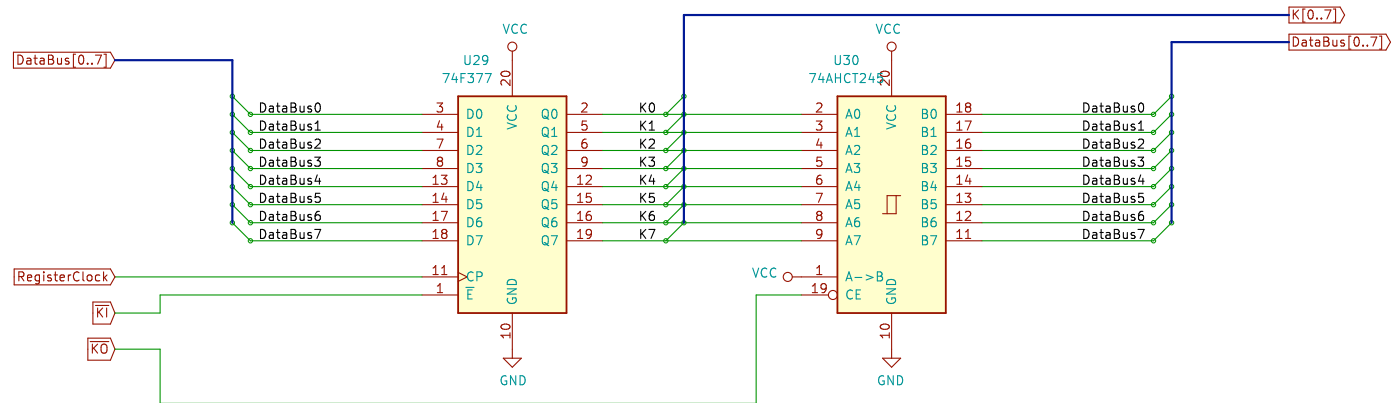 K[0..7]
DataBus[0..7]
DataBus[0..7]
VCC
U29
74F377
20
VCC
VCC
U30
74AHCT245
20
VCC
DataBus0 3 D0 Q0 2 K0 2 A0 B0 18 DataBus0
DataBus1 4 D1 Q1 5 K1 3 A1 B1 17 DataBus1
DataBus2 7 D2 Q2 6 K2 4 A2 B2 16 DataBus2
DataBus3 8 D3 Q3 9 K3 5 A3 B3 15 DataBus3
DataBus4 13 D4 Q4 12 K4 6 A4 B4 14 DataBus4
DataBus5 14 D5 Q5 15 K5 7 A5 B5 13 DataBus5
DataBus6 17 D6 Q6 16 K6 8 A6 B6 12 DataBus6
DataBus7 18 D7 Q7 19 K7 9 A7 B7 11 DataBus7
RegisterClock 11 CP VCC 1 A->B
1 E̅ 19 CE
GND
GND
K̅I̅
K̅O̅
10
10
GND
GND